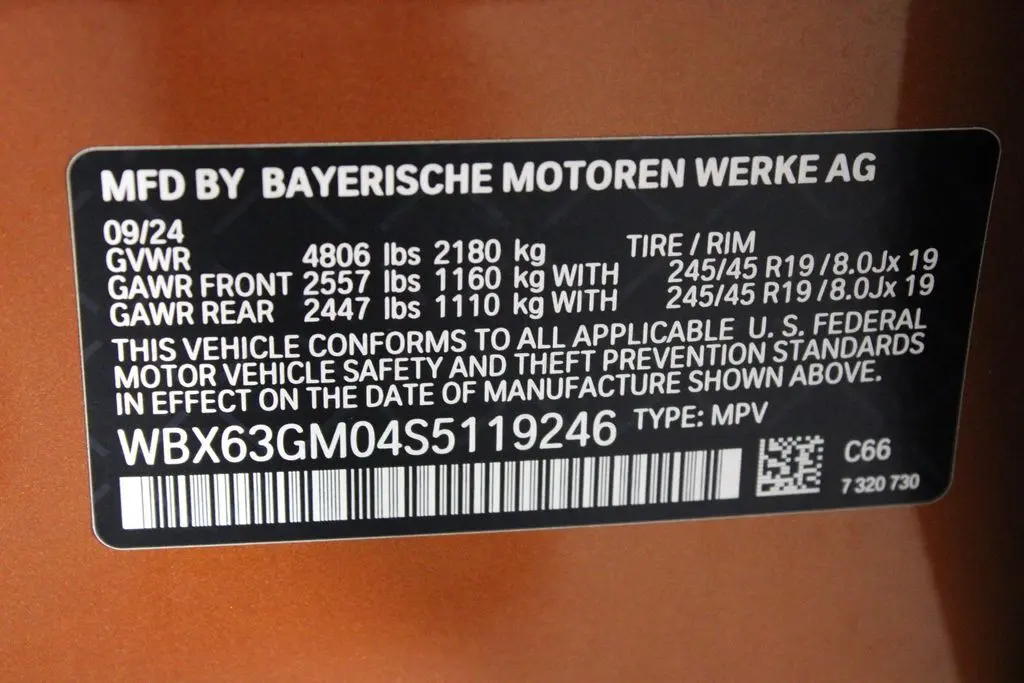 MFD BY BAYERISCHE MOTOREN WERKE AG
09/24
GVWR 4806 lbs 2180 kg TIRE / RIM
GAWR FRONT 2557 lbs 1160 kg WITH 245/45 R19 / 8.0Jx 19
GAWR REAR 2447 lbs 1110 kg WITH 245/45 R19 / 8.0Jx 19
THIS VEHICLE CONFORMS TO ALL APPLICABLE U. S. FEDERAL
MOTOR VEHICLE SAFETY AND THEFT PREVENTION STANDARDS
IN EFFECT ON THE DATE OF MANUFACTURE SHOWN ABOVE.
WBX63GM04S5119246 TYPE: MPV
C66
7 320 730